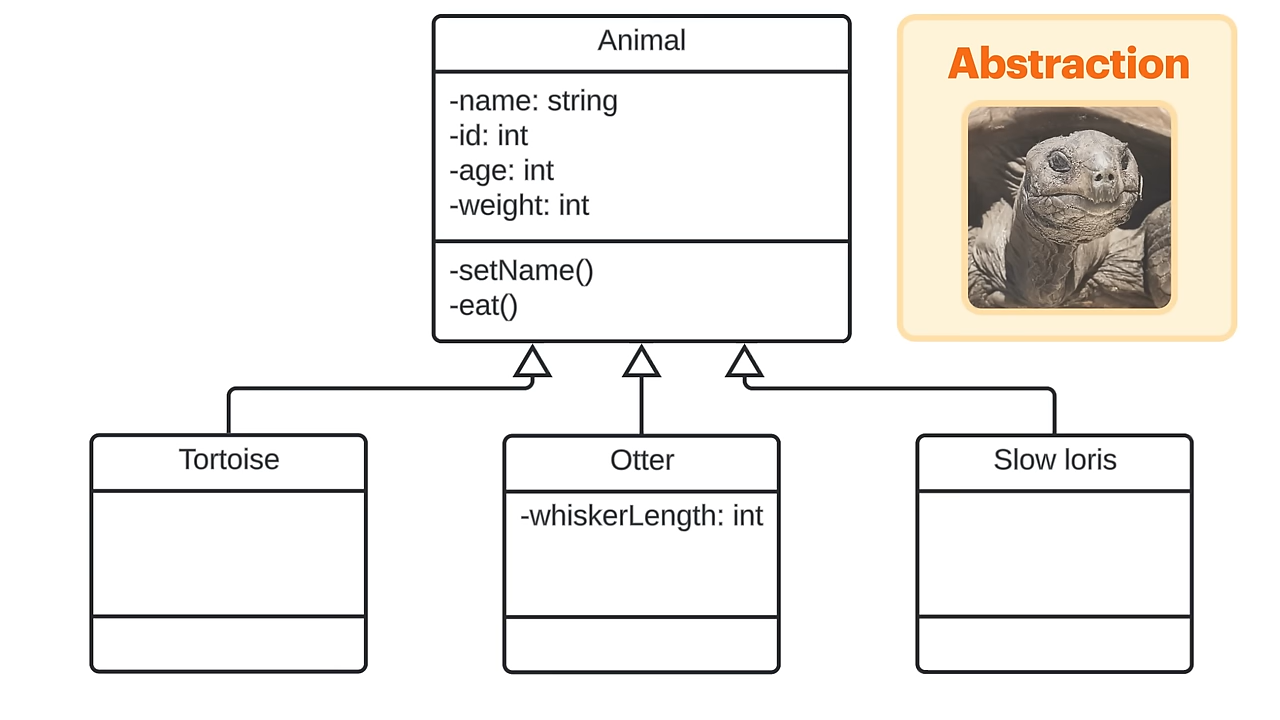 Animal
-name: string
-id: int
-age: int
-weight: int
-setName()
-eat()
Abstraction
Tortoise
Otter
-whiskerLength: int
Slow loris